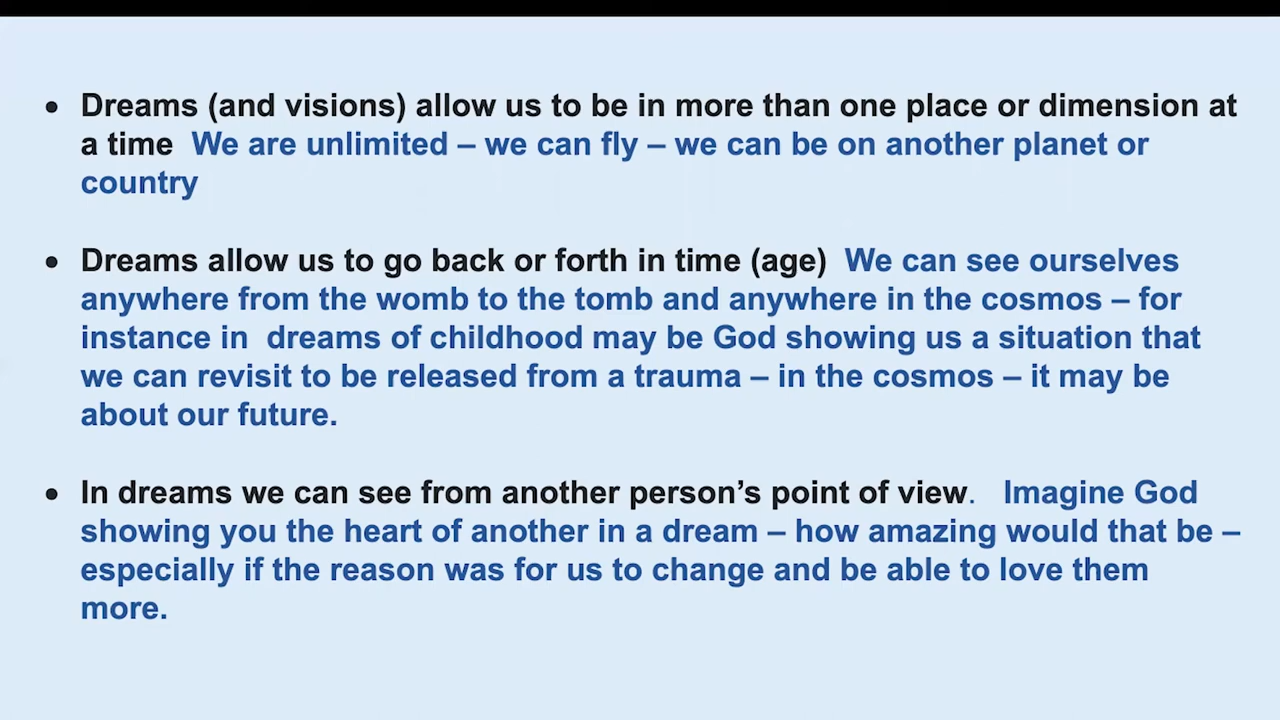 • Dreams (and visions) allow us to be in more than one place or dimension at
a time  We are unlimited – we can fly – we can be on another planet or
country
• Dreams allow us to go back or forth in time (age)  We can see ourselves
anywhere from the womb to the tomb and anywhere in the cosmos – for
instance in  dreams of childhood may be God showing us a situation that
we can revisit to be released from a trauma – in the cosmos – it may be
about our future.
• In dreams we can see from another person’s point of view.   Imagine God
showing you the heart of another in a dream – how amazing would that be –
especially if the reason was for us to change and be able to love them
more.